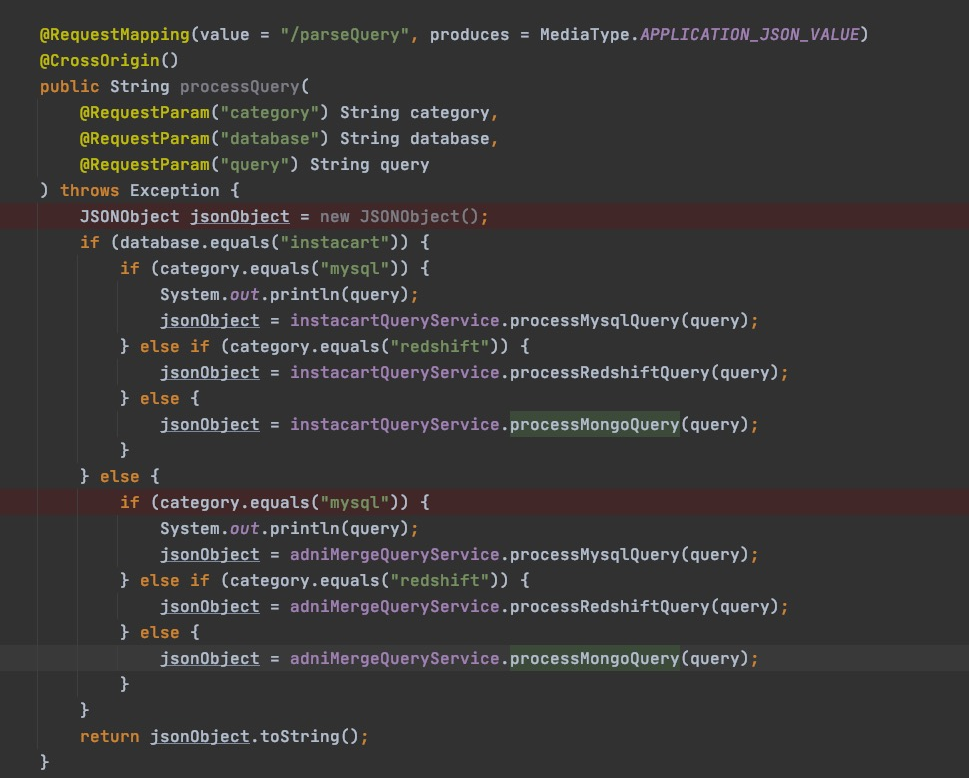 @RequestMapping(value = "/parseQuery", produces = MediaType.APPLICATION_JSON_VALUE)
@CrossOrigin()
public String processQuery(
@RequestParam("category") String category,
@RequestParam("database") String database,
@RequestParam("query") String query
) throws Exception {
JSONObject jsonObject = new JSONObject();
if (database.equals("instacart")) {
if (category.equals("mysql")) {
System.out.println(query);
jsonObject = instacartQueryService.processMysqlQuery(query);
} else if (category.equals("redshift")) {
jsonObject = instacartQueryService.processRedshiftQuery(query);
} else {
jsonObject = instacartQueryService.processMongoQuery(query);
}
} else {
if (category.equals("mysql")) {
System.out.println(query);
jsonObject = adniMergeQueryService.processMysqlQuery(query);
} else if (category.equals("redshift")) {
jsonObject = adniMergeQueryService.processRedshiftQuery(query);
} else {
jsonObject = adniMergeQueryService.processMongoQuery(query);
}
}
return jsonObject.toString();
}